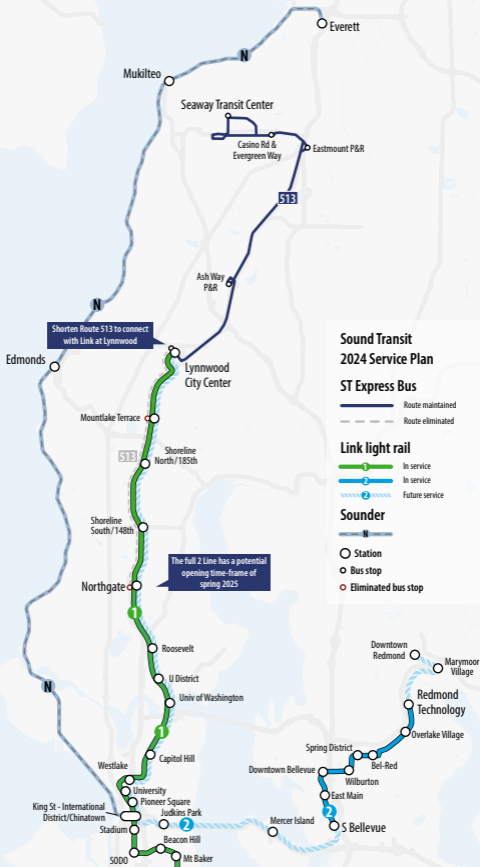 Everett
N
Mukilteo
Seaway Transit Center
Casino Rd &
Evergreen Way
Eastmount P&R
513
Ash Way
P&R
N
Shorten Route 513 to connect
with Link at Lynnwood
Edmonds
Lynnwood
City Center
Mountlake Terrace
513
Shoreline
North/185th
Shoreline
South/148th
Northgate
The full 2 Line has a potential
opening time-frame of
spring 2025
1
Roosevelt
U District
N
Univ of Washington
1
Capitol Hill
Westlake
University
Pioneer Square
King St - International
District/Chinatown
Judkins Park
2
Stadium
Beacon Hill
SODO
Mt Baker
Mercer Island
Downtown
Redmond
Marymoor
Village
Redmond
Technology
Overlake Village
Spring District
Bel-Red
Downtown Bellevue
Wilburton
East Main
2
S Bellevue
Sound Transit
2024 Service Plan
ST Express Bus
Route maintained
Route eliminated
Link light rail
1 In service
2 In service
2 Future service
Sounder
N
Station
Bus stop
Eliminated bus stop